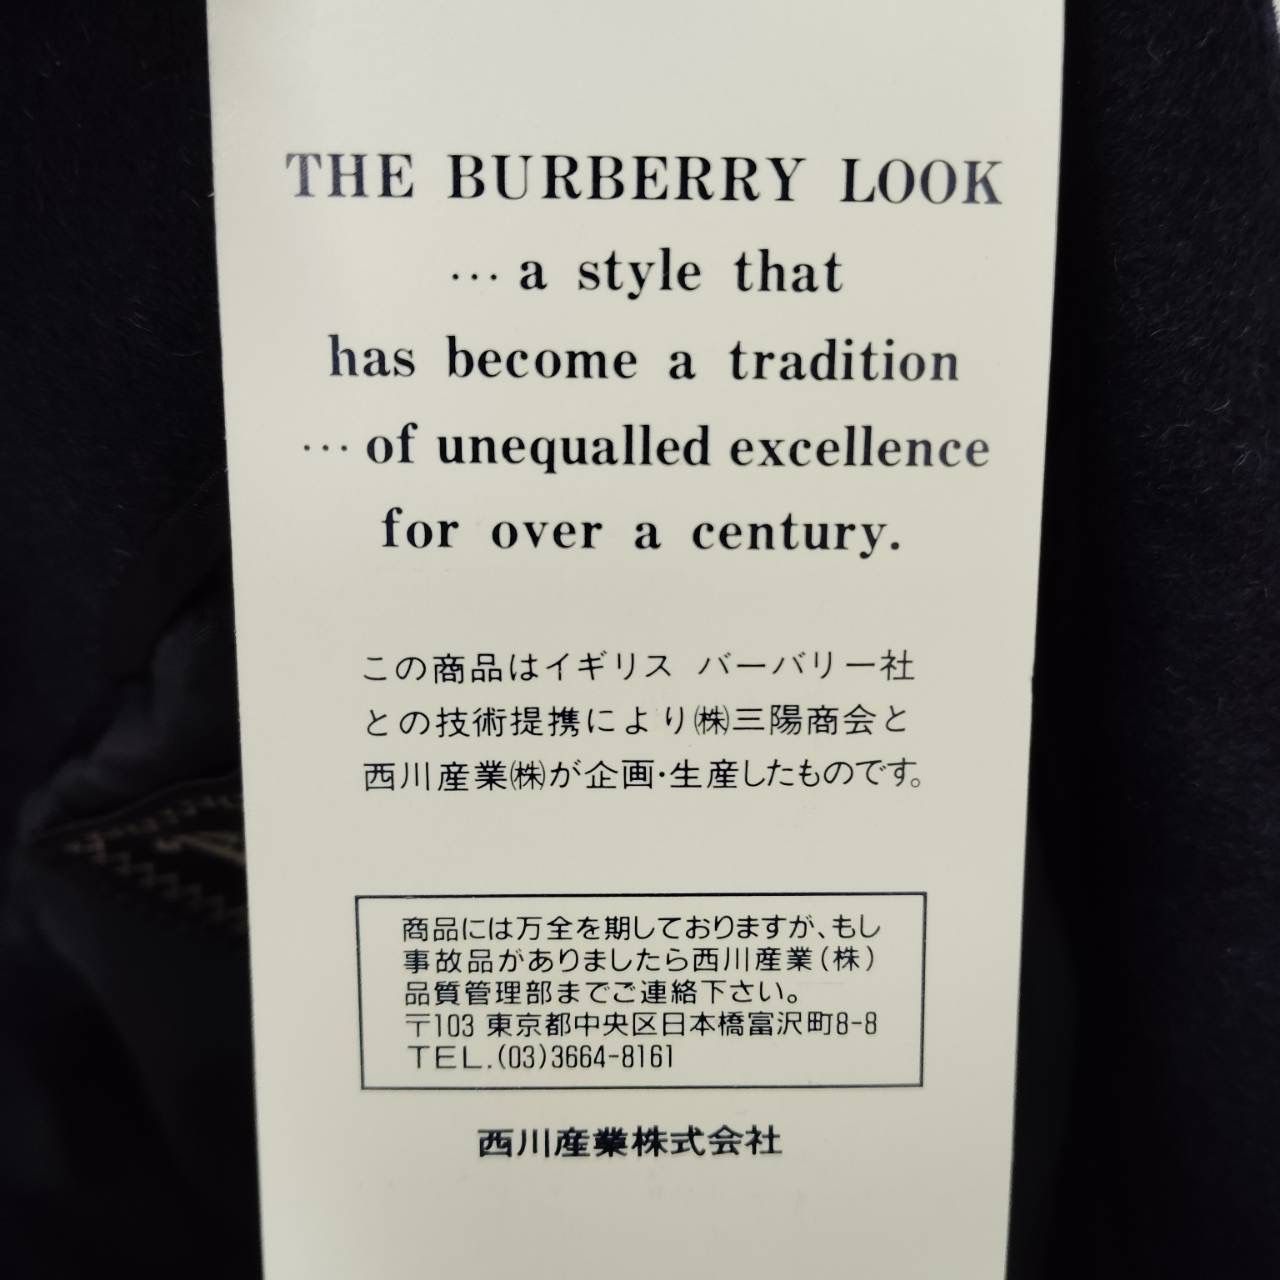 THE BURBERRY LOOK
… a style that
has become a tradition
… of unequalled excellence
for over a century.
この商品はイギリス バーバリー社
との技術提携により㈱三陽商会と
西川産業㈱が企画・生産したものです。
商品には万全を期しておりますが、もし
事故品がありましたら西川産業(株)
品質管理部までご連絡下さい。
〒103 東京都中央区日本橋富沢町8-8
TEL.(03)3664-8161
西川産業株式会社